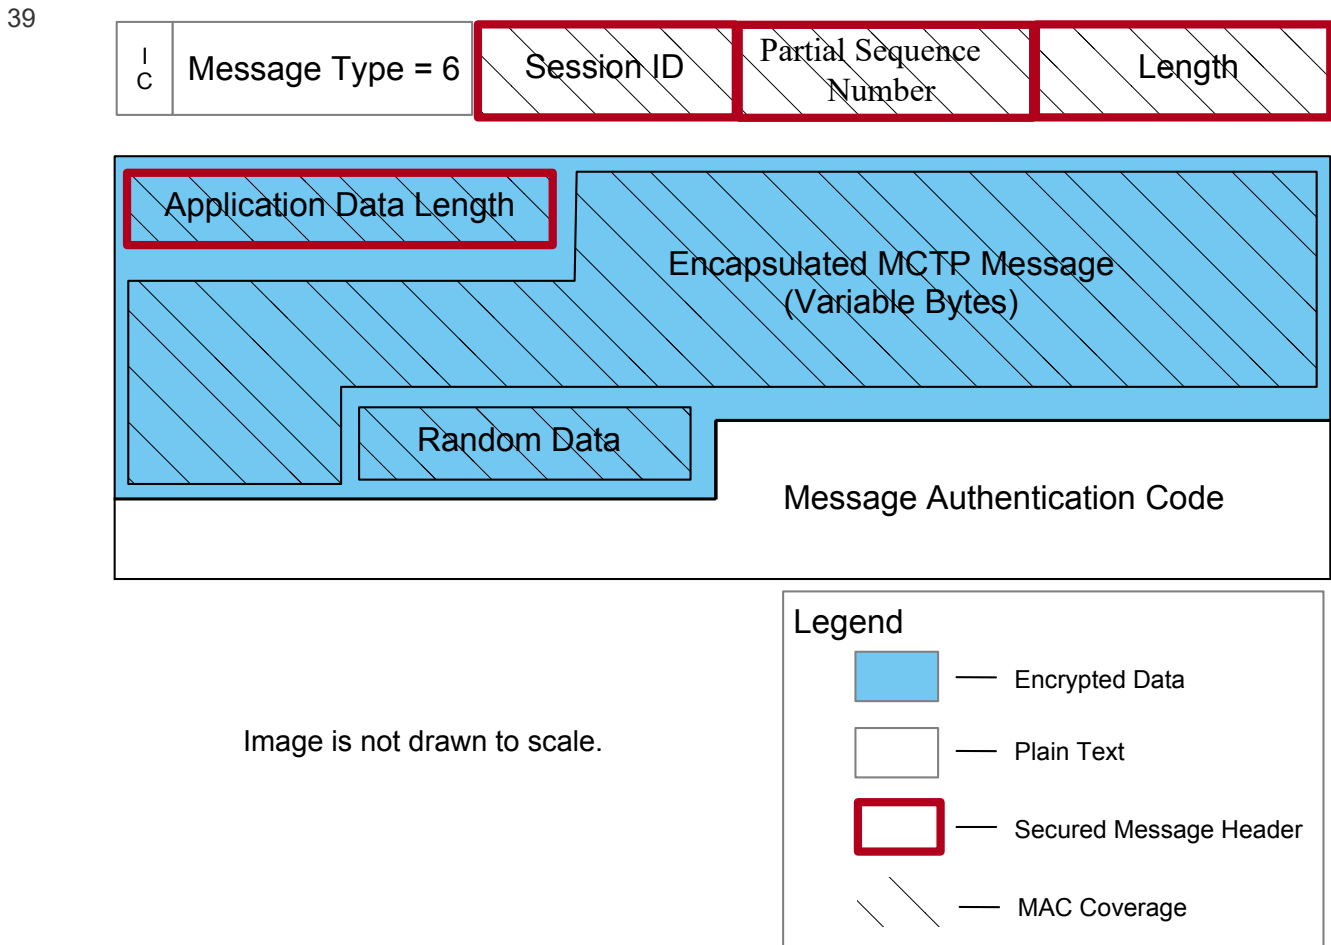 39
I
C
Message Type = 6
Session ID
Partial Sequence
Number
Length
Application Data Length
Encapsulated MCTP Message
(Variable Bytes)
Random Data
Message Authentication Code
Legend
Encrypted Data
Image is not drawn to scale.
Plain Text
Secured Message Header
MAC Coverage